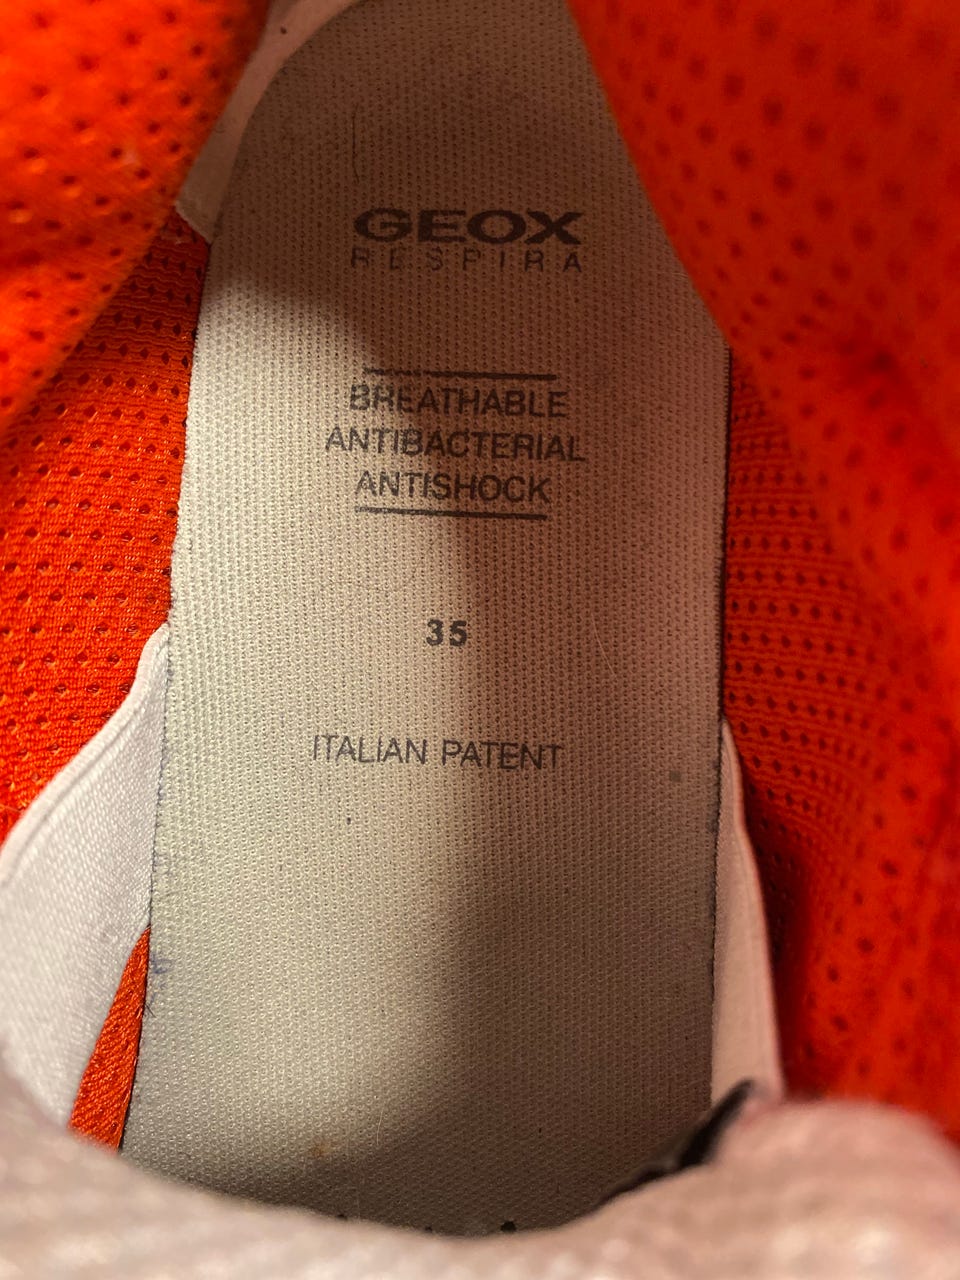 GEOX
RESPIRA
BREATHABLE
ANTIBACTERIAL
ANTISHOCK
35
ITALIAN PATENT